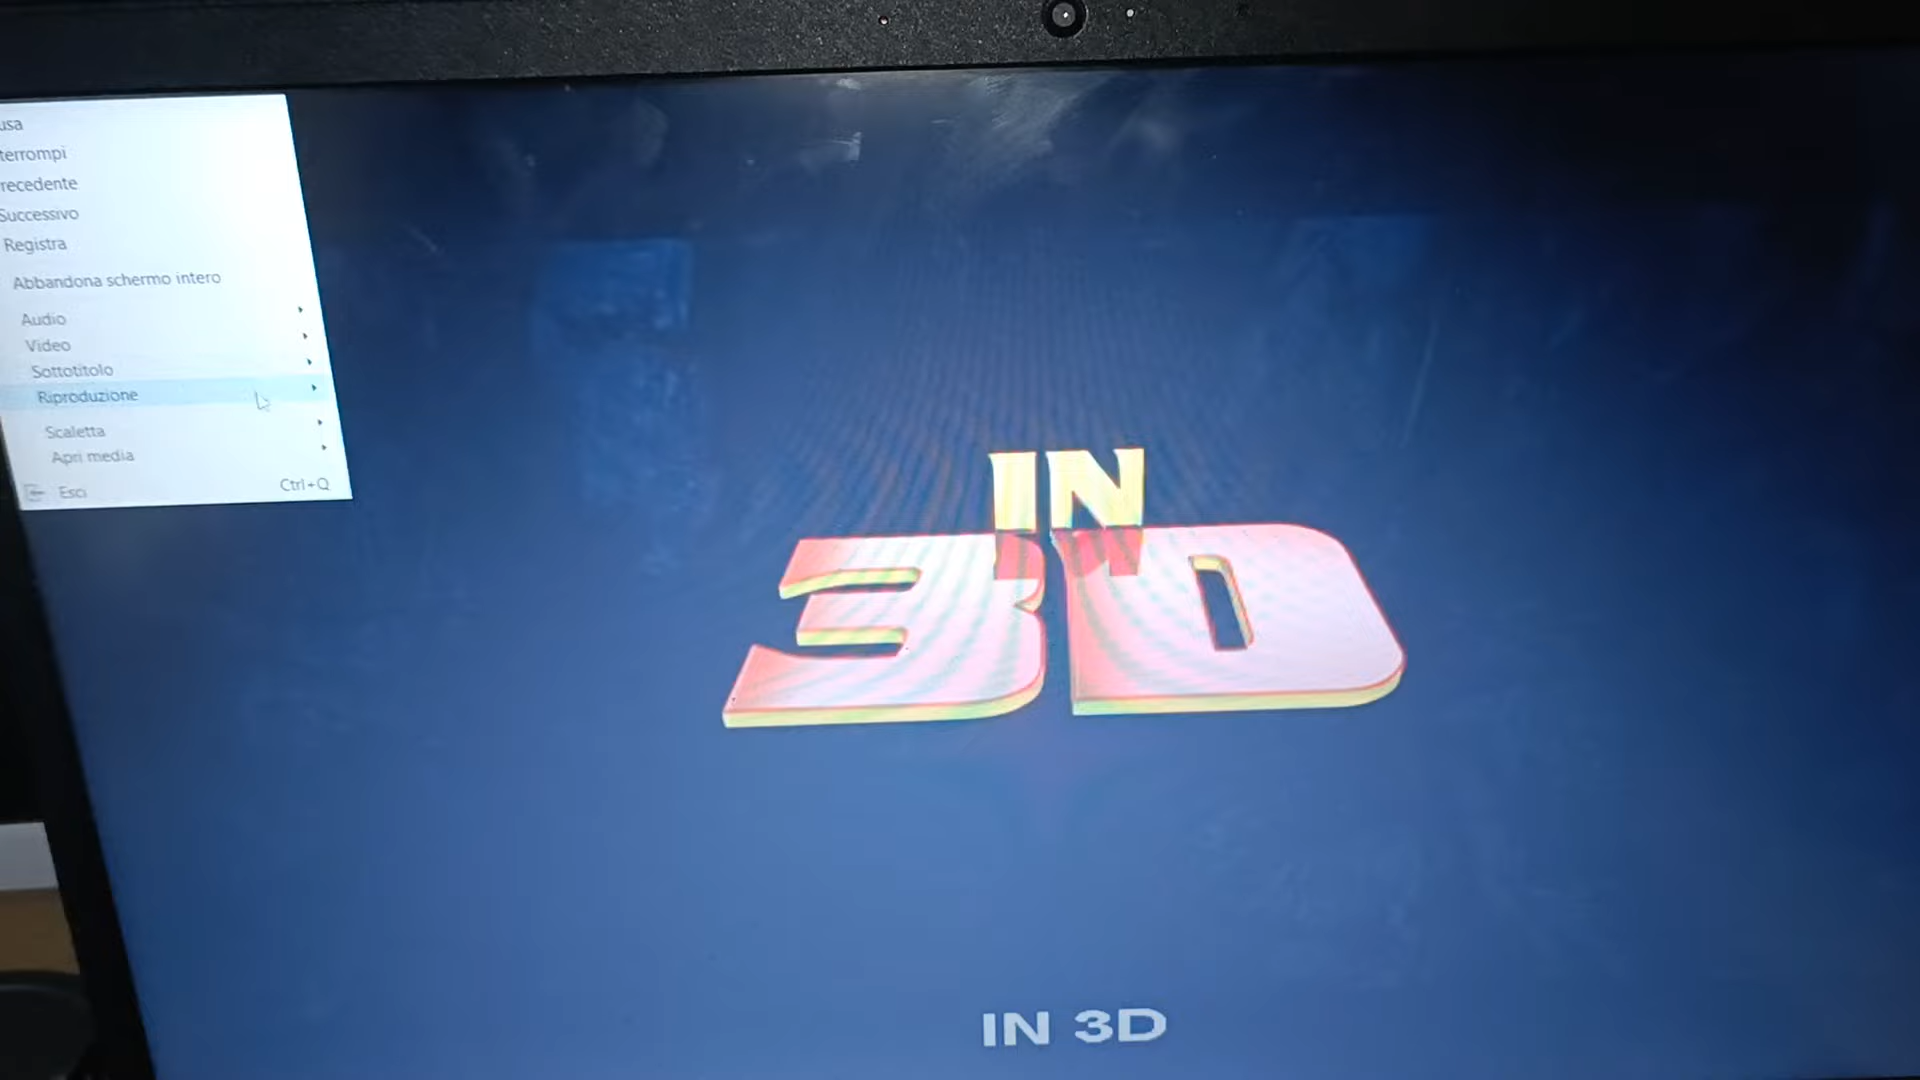 usa
terrompi
recedente
Successivo
Registra
Abbandona schermo intero
Audio
Video
Sottotitolo
Riproduzione
Scaletta
Apri media
Esci Ctrl+Q
IN
3D
IN 3D